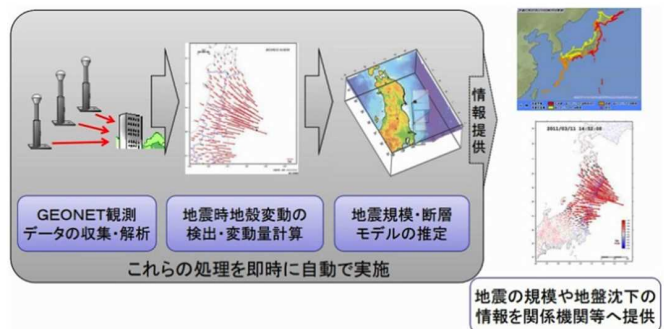 GEONET観測
データの収集・解析
地震時地殻変動の
検出・変動量計算
地震規模・断層
モデルの推定
これらの処理を即時に自動で実施
情報提供
2011/03/11 14:52:00
地震の規模や地盤沈下の
情報を関係機関等へ提供